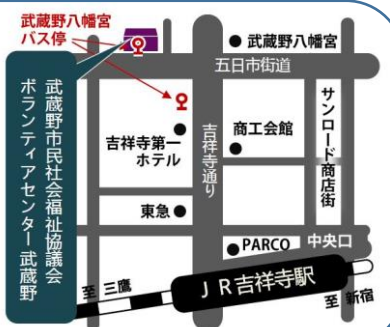 武蔵野八幡宮
バス停
武蔵野八幡宮
五日市街道
武蔵野市民社会福祉協議会
ボランティアセンター武蔵野
吉祥寺第一
ホテル
吉祥寺通り
商工会館
サンロード商店街
東急
PARCO
中央口
JR吉祥寺駅
至 三鷹
至 新宿